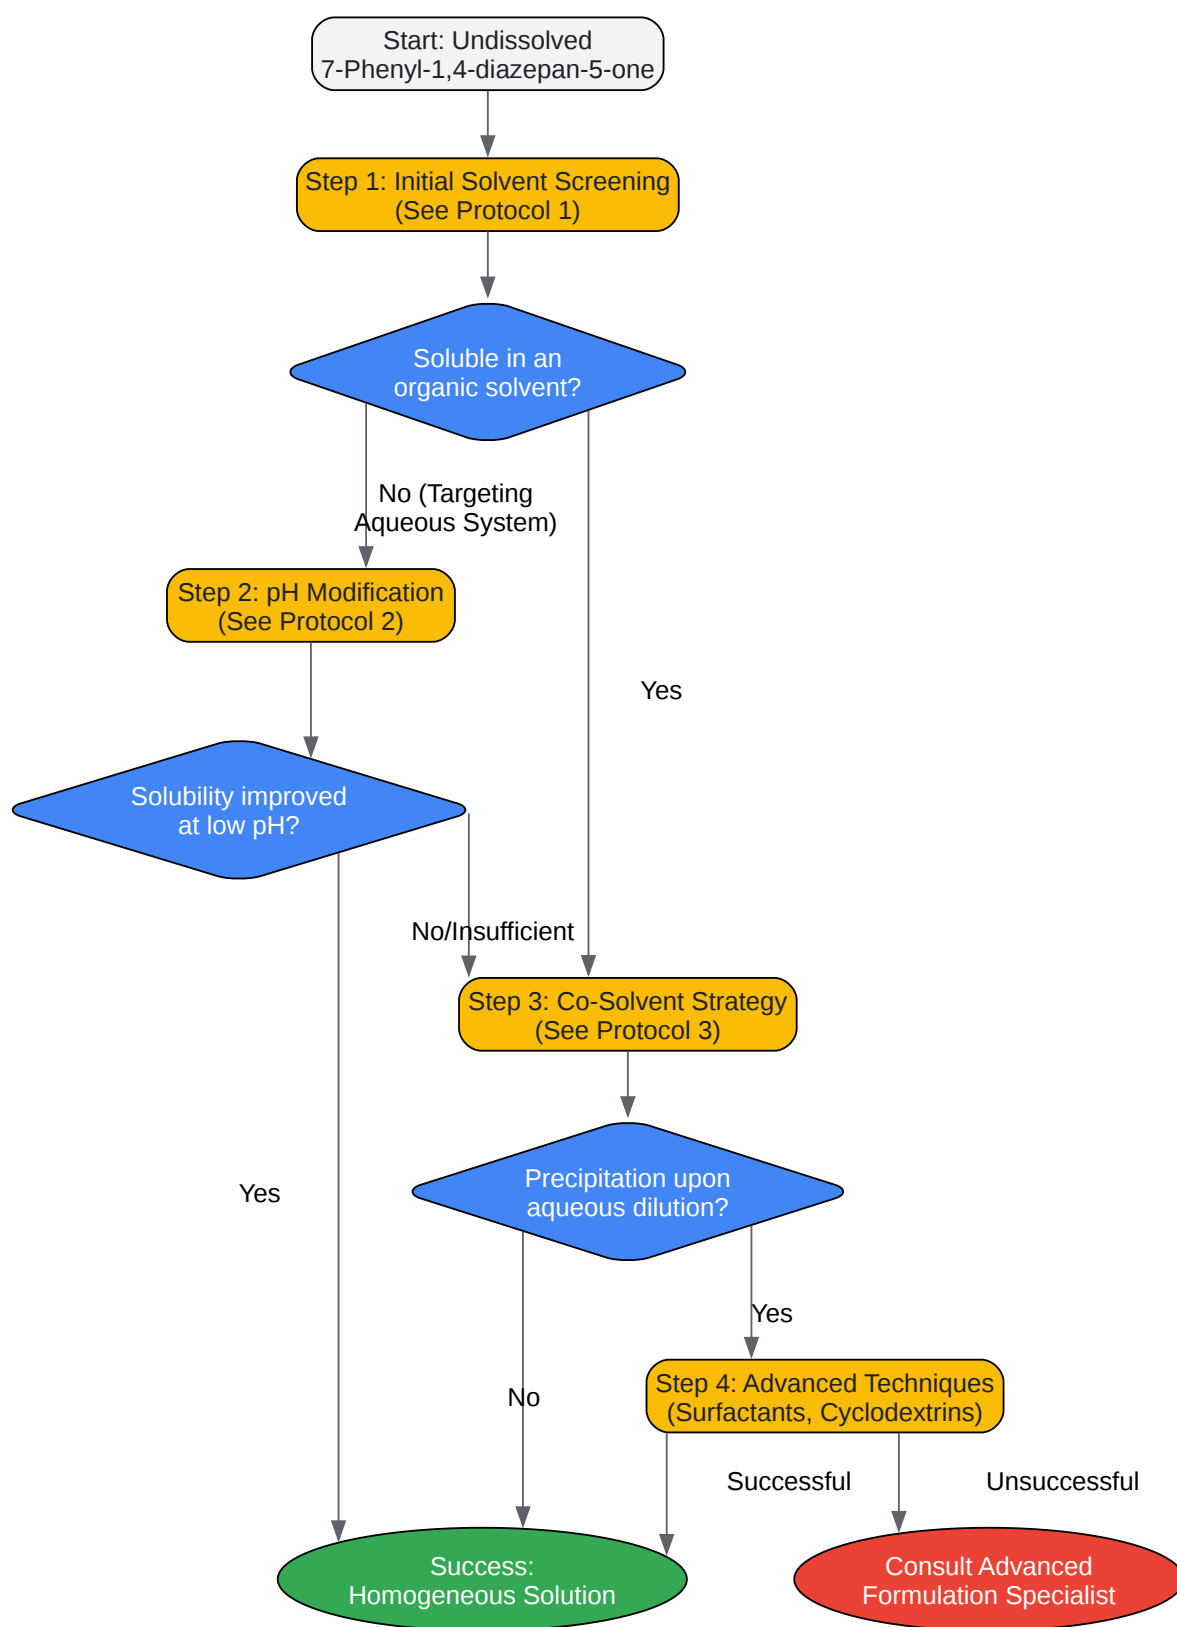 Start: Undissolved
7-Phenyl-1,4-diazepan-5-one
Step 1: Initial Solvent Screening
(See Protocol 1)
Soluble in an
organic solvent?
No (Targeting
Aqueous System)
Step 2: pH Modification
(See Protocol 2)
Yes
Solubility improved
at low pH?
No/Insufficient
Step 3: Co-Solvent Strategy
(See Protocol 3)
Precipitation upon
aqueous dilution?
Yes
Yes
Step 4: Advanced Techniques
(Surfactants, Cyclodextrins)
No
Successful
Unsuccessful
Success:
Homogeneous Solution
Consult Advanced
Formulation Specialist